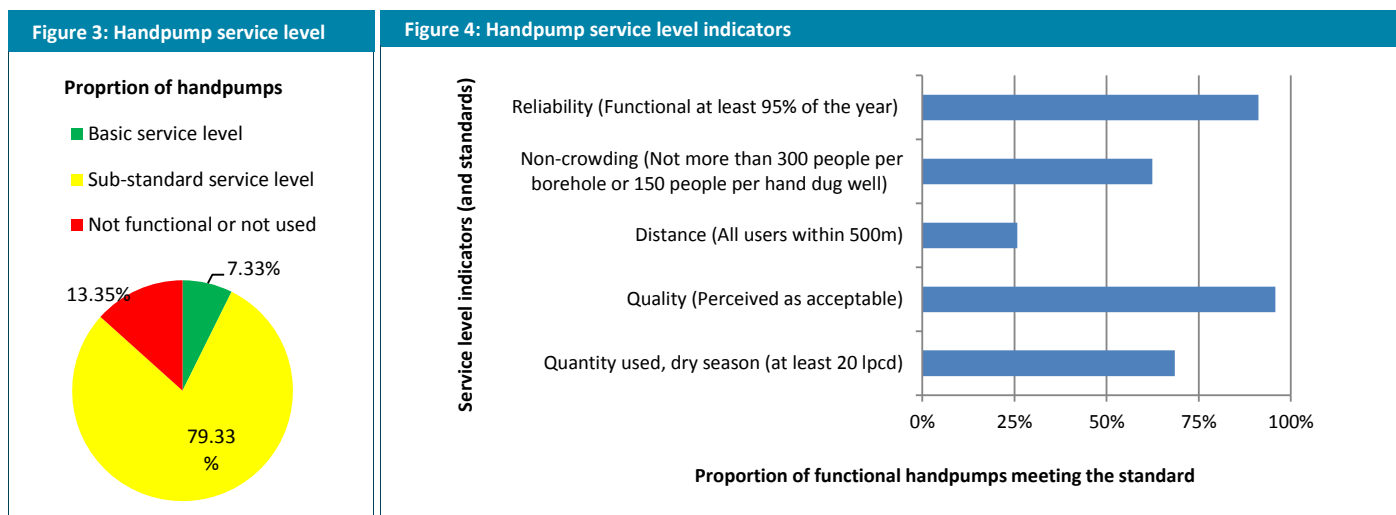 Figure 3: Handpump service level
Proprtion of handpumps
Basic service level
Sub-standard service level
Not functional or not used
7.33%
13.35%
79.33
%
Figure 4: Handpump service level indicators
Service level indicators (and standards)
Reliability (Functional at least 95% of the year)
Non-crowding (Not more than 300 people per
borehole or 150 people per hand dug well)
Distance (All users within 500m)
Quality (Perceived as acceptable)
Quantity used, dry season (at least 20 lpcd)
0% 25% 50% 75% 100%
Proportion of functional handpumps meeting the standard